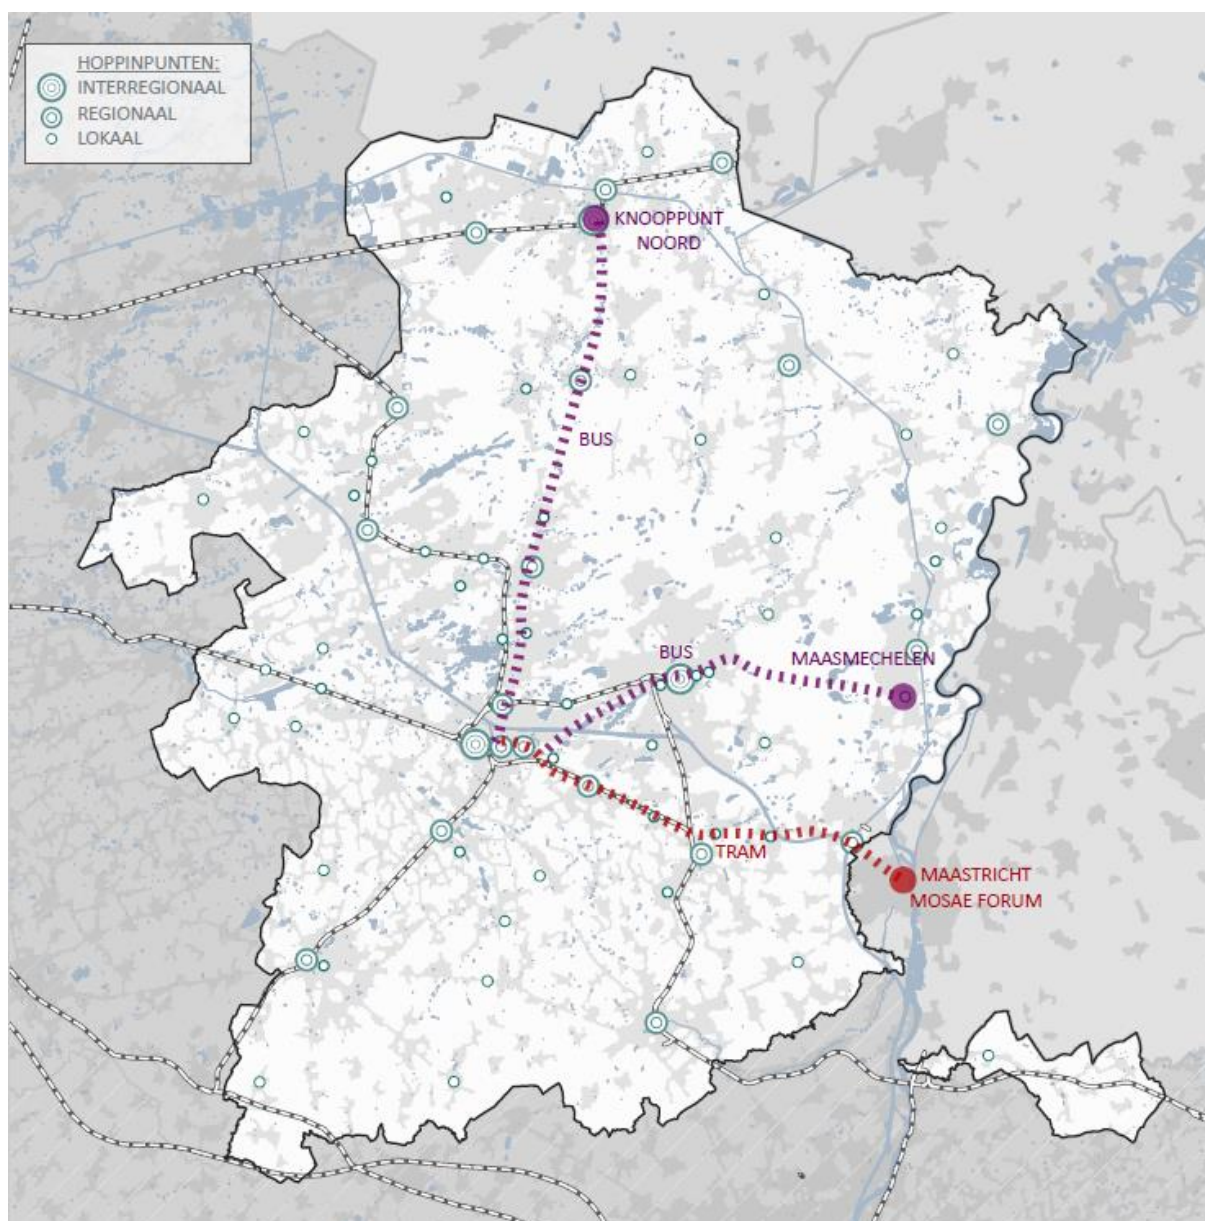 HOPPINPUNTEN:
INTERREGIONAAL
REGIONAAL
LOKAAL
KNOOPPUNT
NOORD
BUS
BUS
MAASMECHELEN
TRAM
MAASTRICHT
MOSAE FORUM